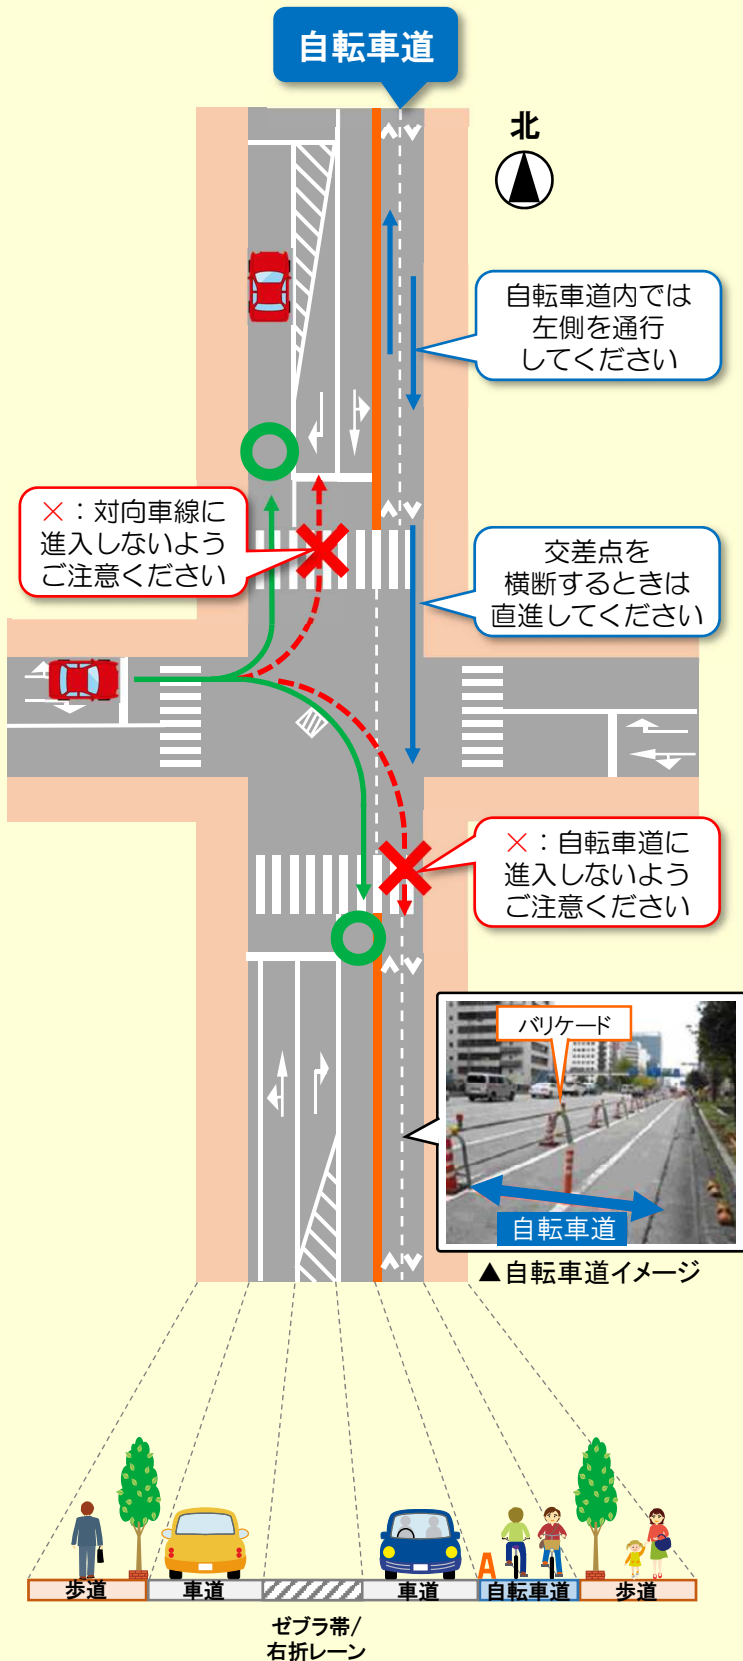 自転車道
北
自転車道内では
左側を通行
してください
×：対向車線に
進入しないよう
ご注意ください
交差点を
横断するときは
直進してください
×：自転車道に
進入しないよう
ご注意ください
バリケード
自転車道
▲自転車道イメージ
歩道
車道
ゼブラ帯/
右折レーン
車道
自転車道
歩道